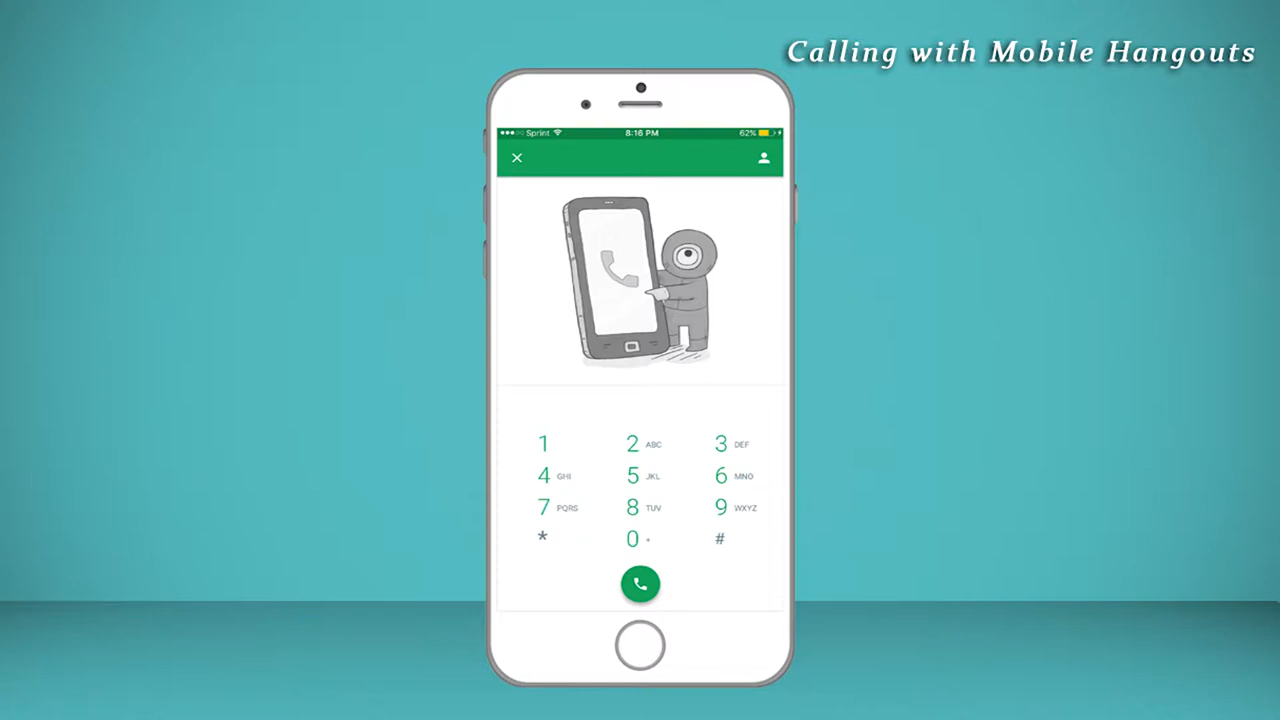 Calling with Mobile Hangouts
Sprint 8:16 PM 62%
1 2 ABC 3 DEF
4 GHI 5 JKL 6 MNO
7 PQRS 8 TUV 9 WXYZ
* 0 + #